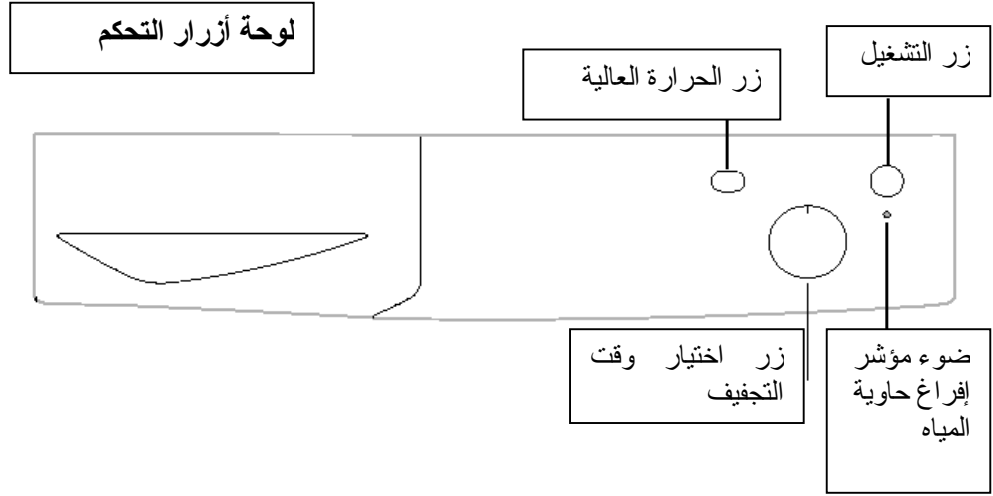 لوحة أزرار التحكم
زر التشغيل
زر الحرارة العالية
زر اختيار وقت
التجفيف
ضوء مؤشر
إفراغ حاوية
المياه